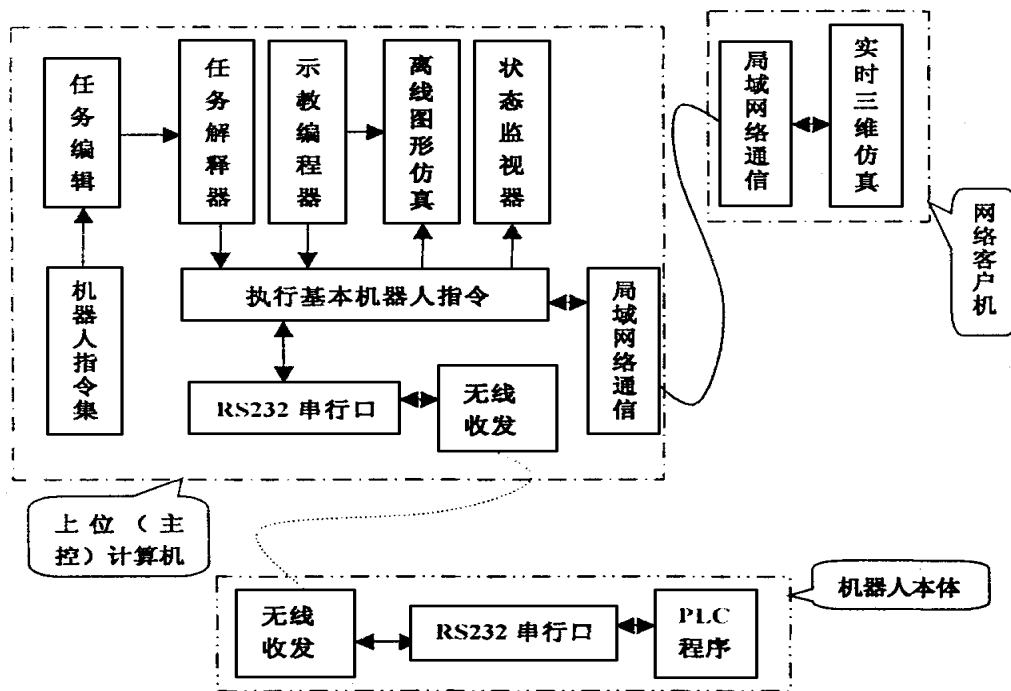 任务编辑
任务解释器
示教编程器
离线图形仿真
状态监视器
局域网络通信
实时三维仿真
网络客户机
机器人指令集
执行基本机器人指令
局域网络通信
RS232 串行口
无线
收发
上位（主
控）计算机
机器人本体
无线
收发
RS232 串行口
PLC
程序